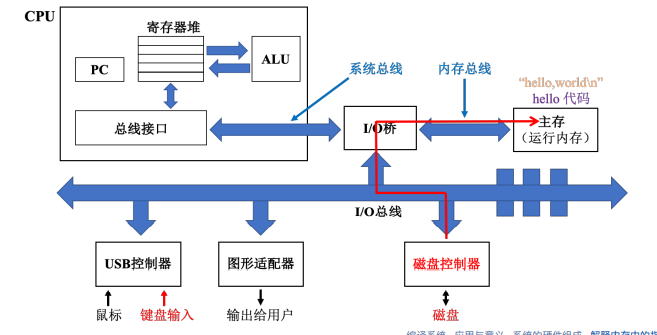 CPU
寄存器堆
PC
ALU
总线接口
系统总线
内存总线
"hello,world\n"
hello 代码
I/O桥
主存
（运行内存）
I/O总线
USB控制器
图形适配器
磁盘控制器
鼠标
键盘输入
输出给用户
磁盘